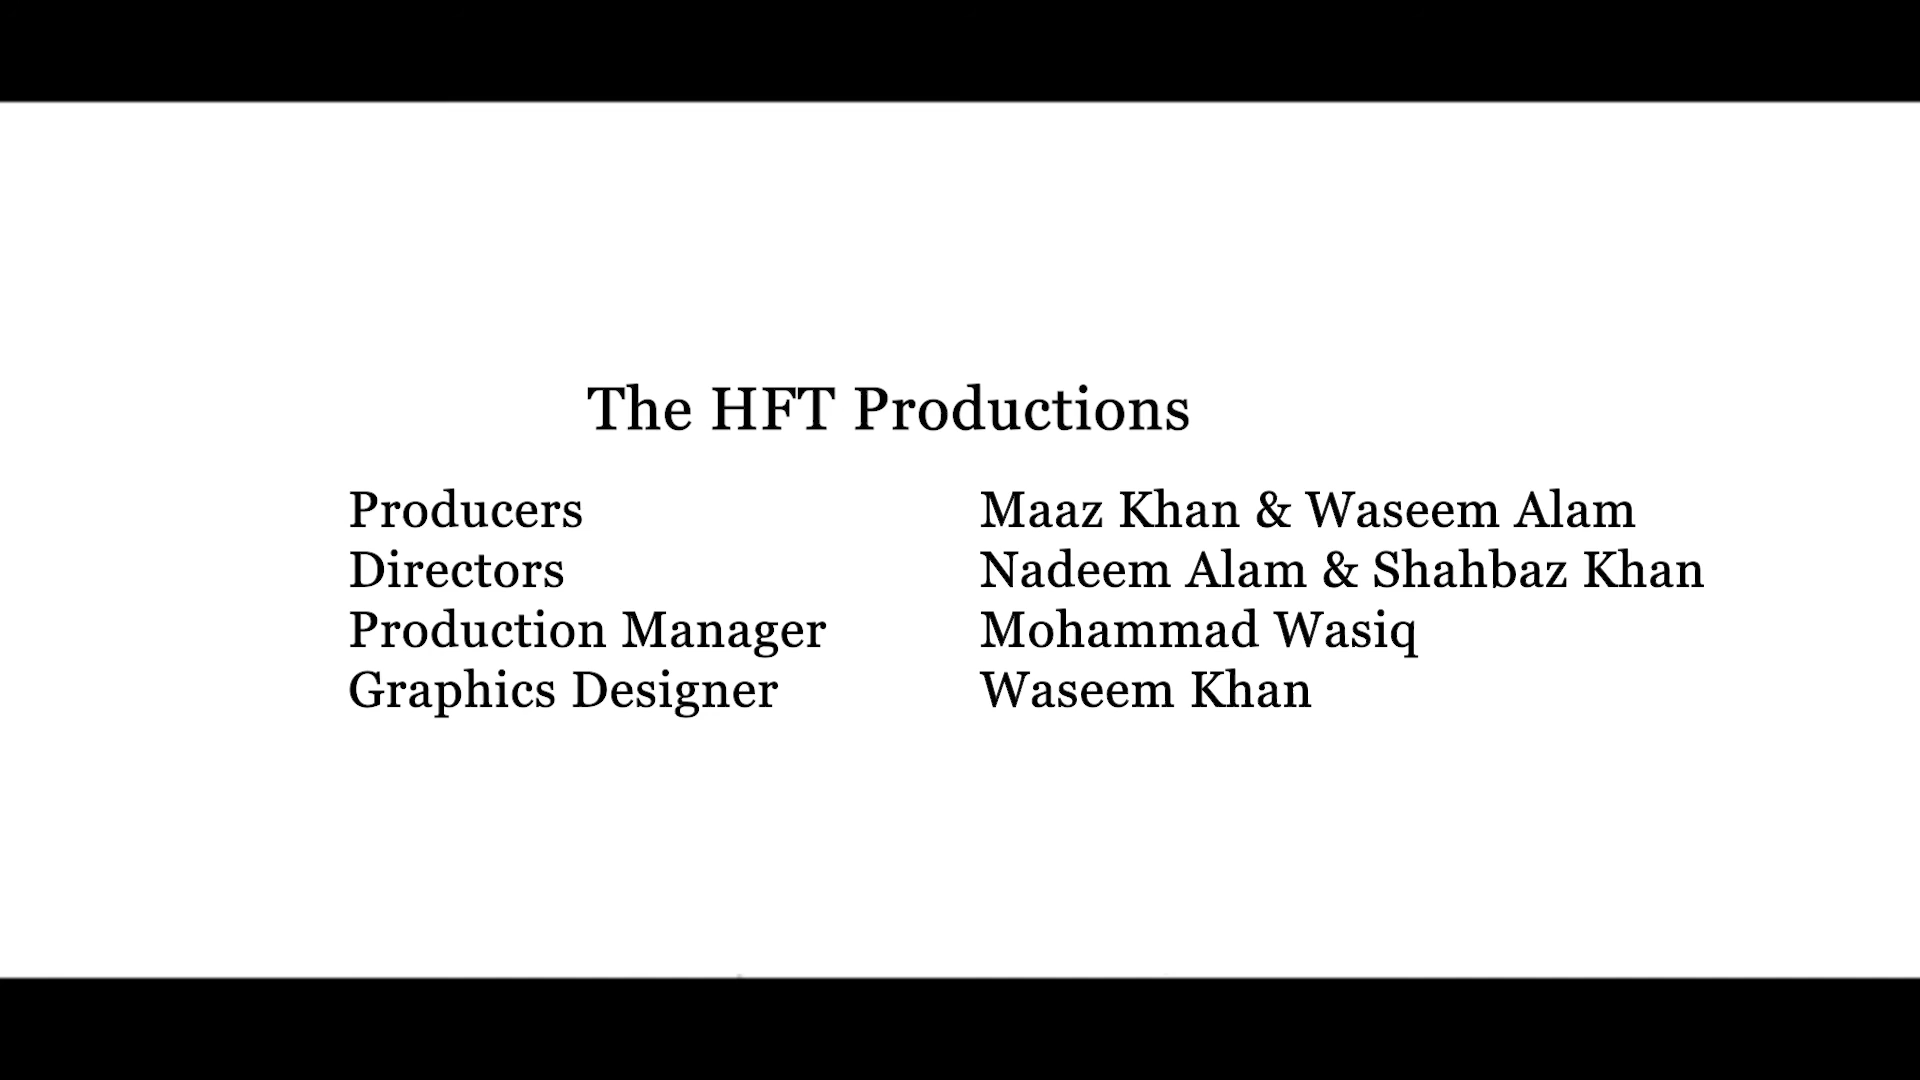 The HFT Productions
Producers Maaz Khan & Waseem Alam
Directors Nadeem Alam & Shahbaz Khan
Production Manager Mohammad Wasiq
Graphics Designer Waseem Khan